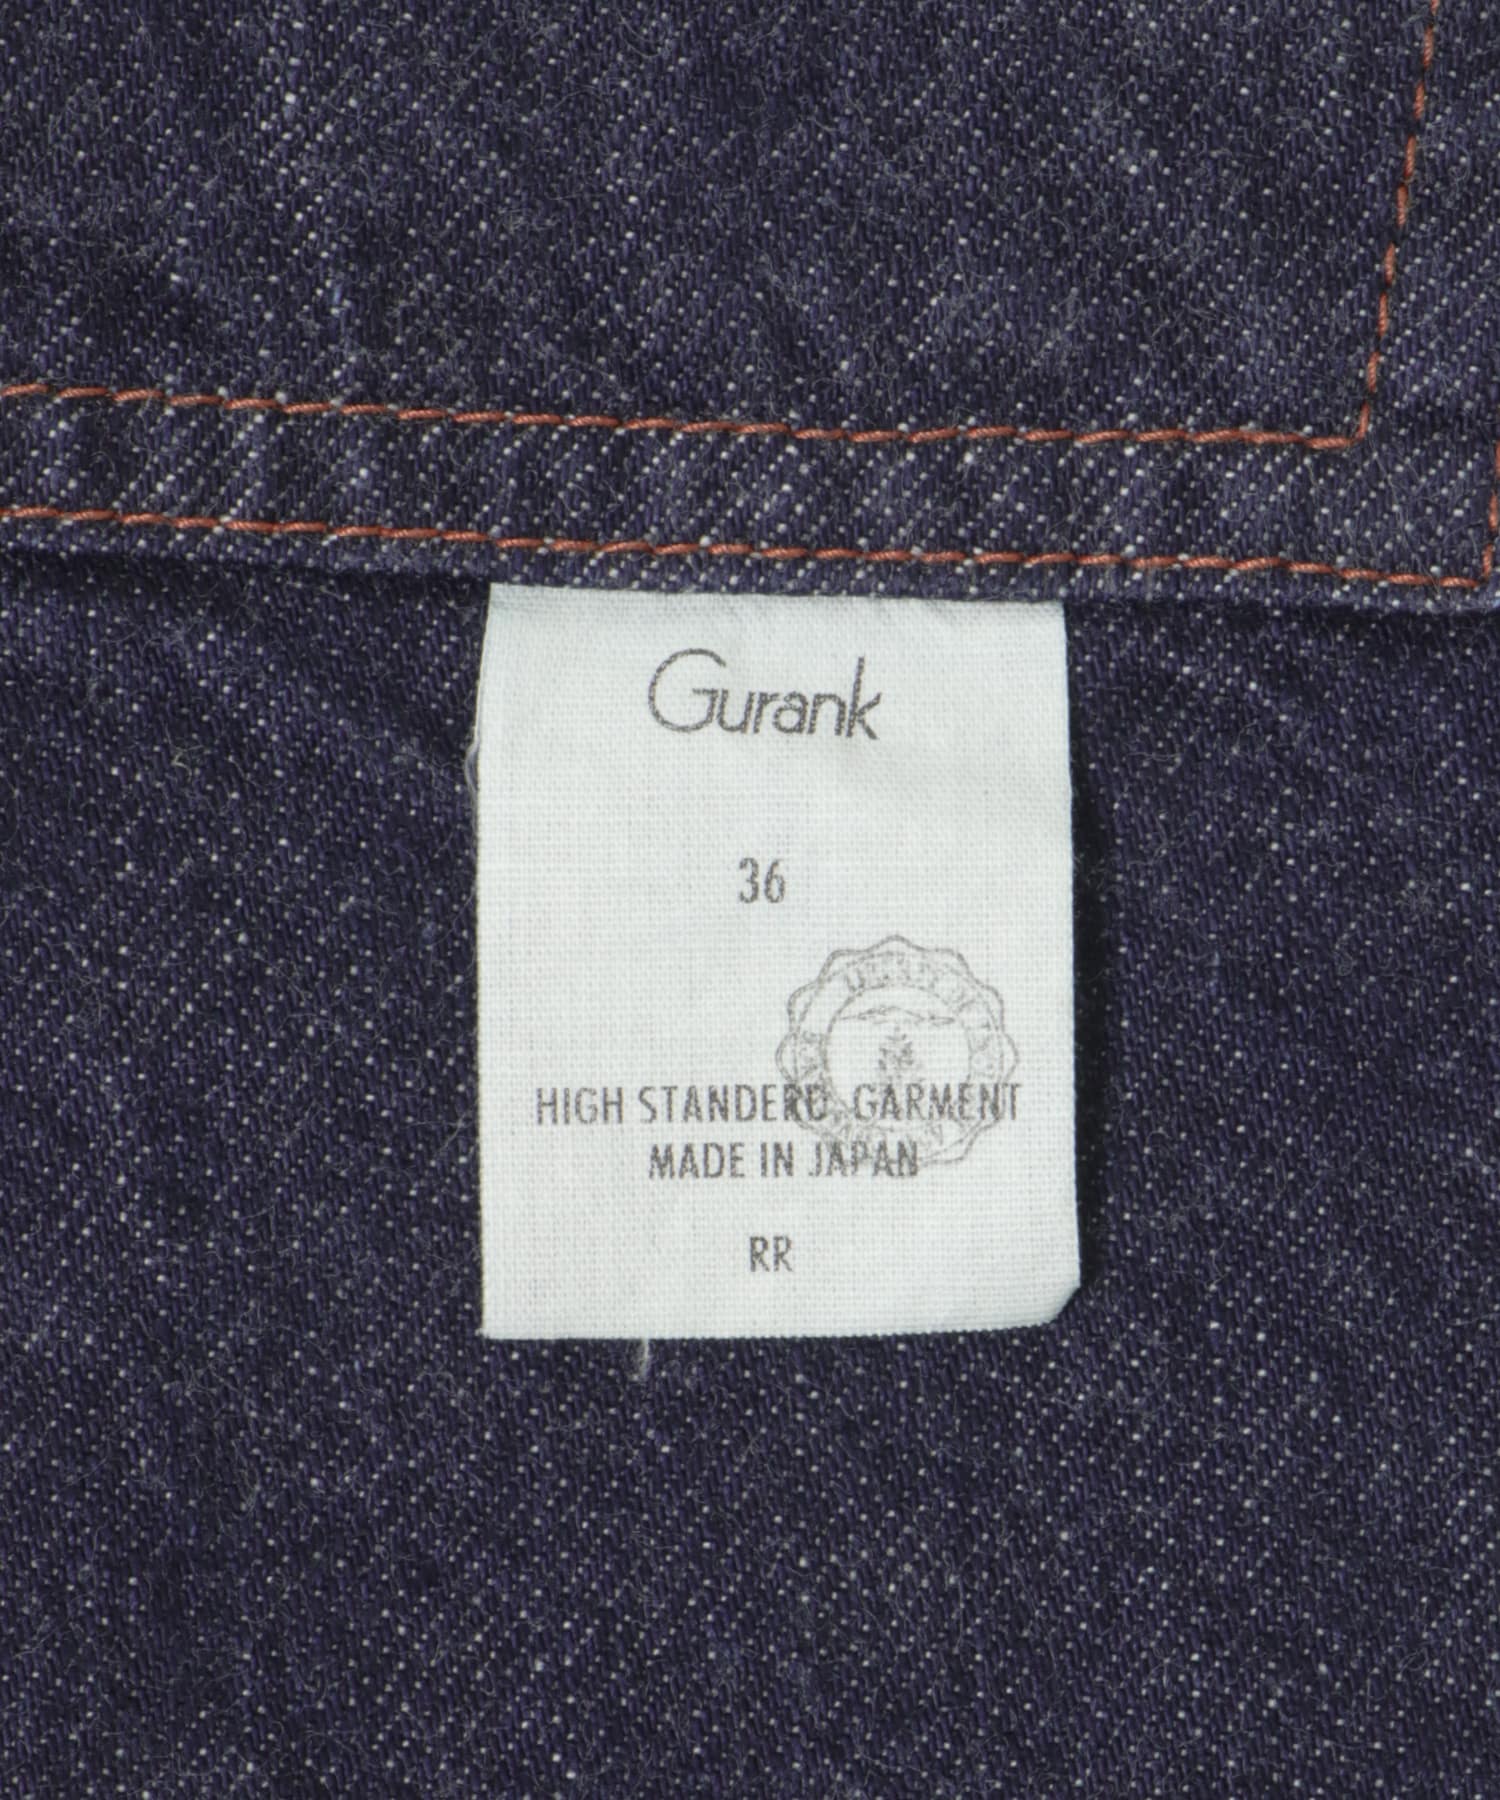 Gurank
36
HIGH STANDERD GARMENT
MADE IN JAPAN
RR